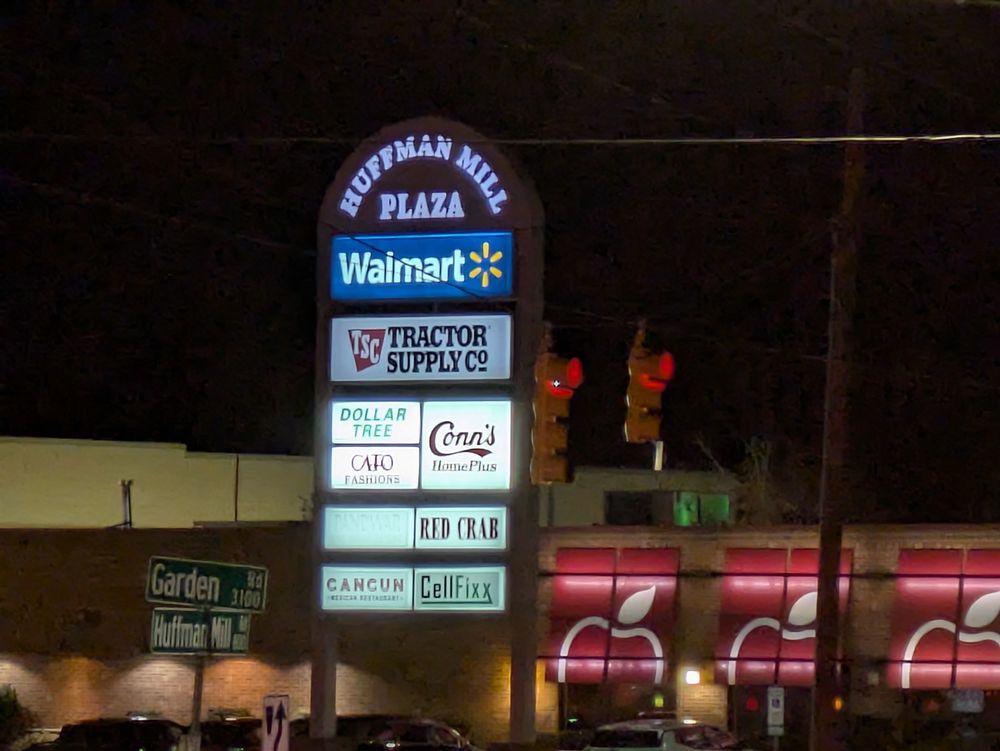 HUFFMAN MILL
PLAZA
Walmart
TSC TRACTOR
SUPPLY CO
DOLLAR
TREE
Conn's
HomePlus
CATO
FASHIONS
RED CRAB
CANCUN
MEXICAN RESTAURANT
CellFixx
Garden Rd
3100
Huffman Mill Rd